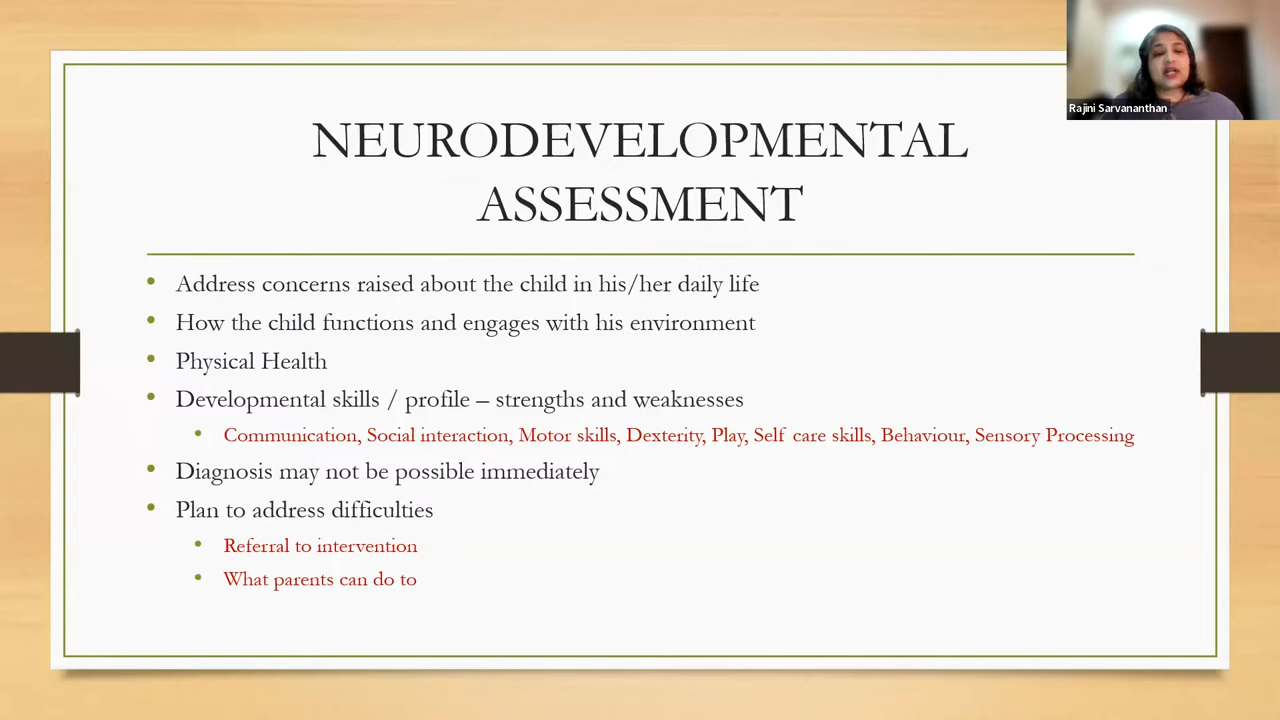 Rajini Sarvananthan
NEURODEVELOPMENTAL
ASSESSMENT
• Address concerns raised about the child in his/her daily life
• How the child functions and engages with his environment
• Physical Health
• Developmental skills / profile – strengths and weaknesses
• Communication, Social interaction, Motor skills, Dexterity, Play, Self care skills, Behaviour, Sensory Processing
• Diagnosis may not be possible immediately
• Plan to address difficulties
• Referral to intervention
• What parents can do to